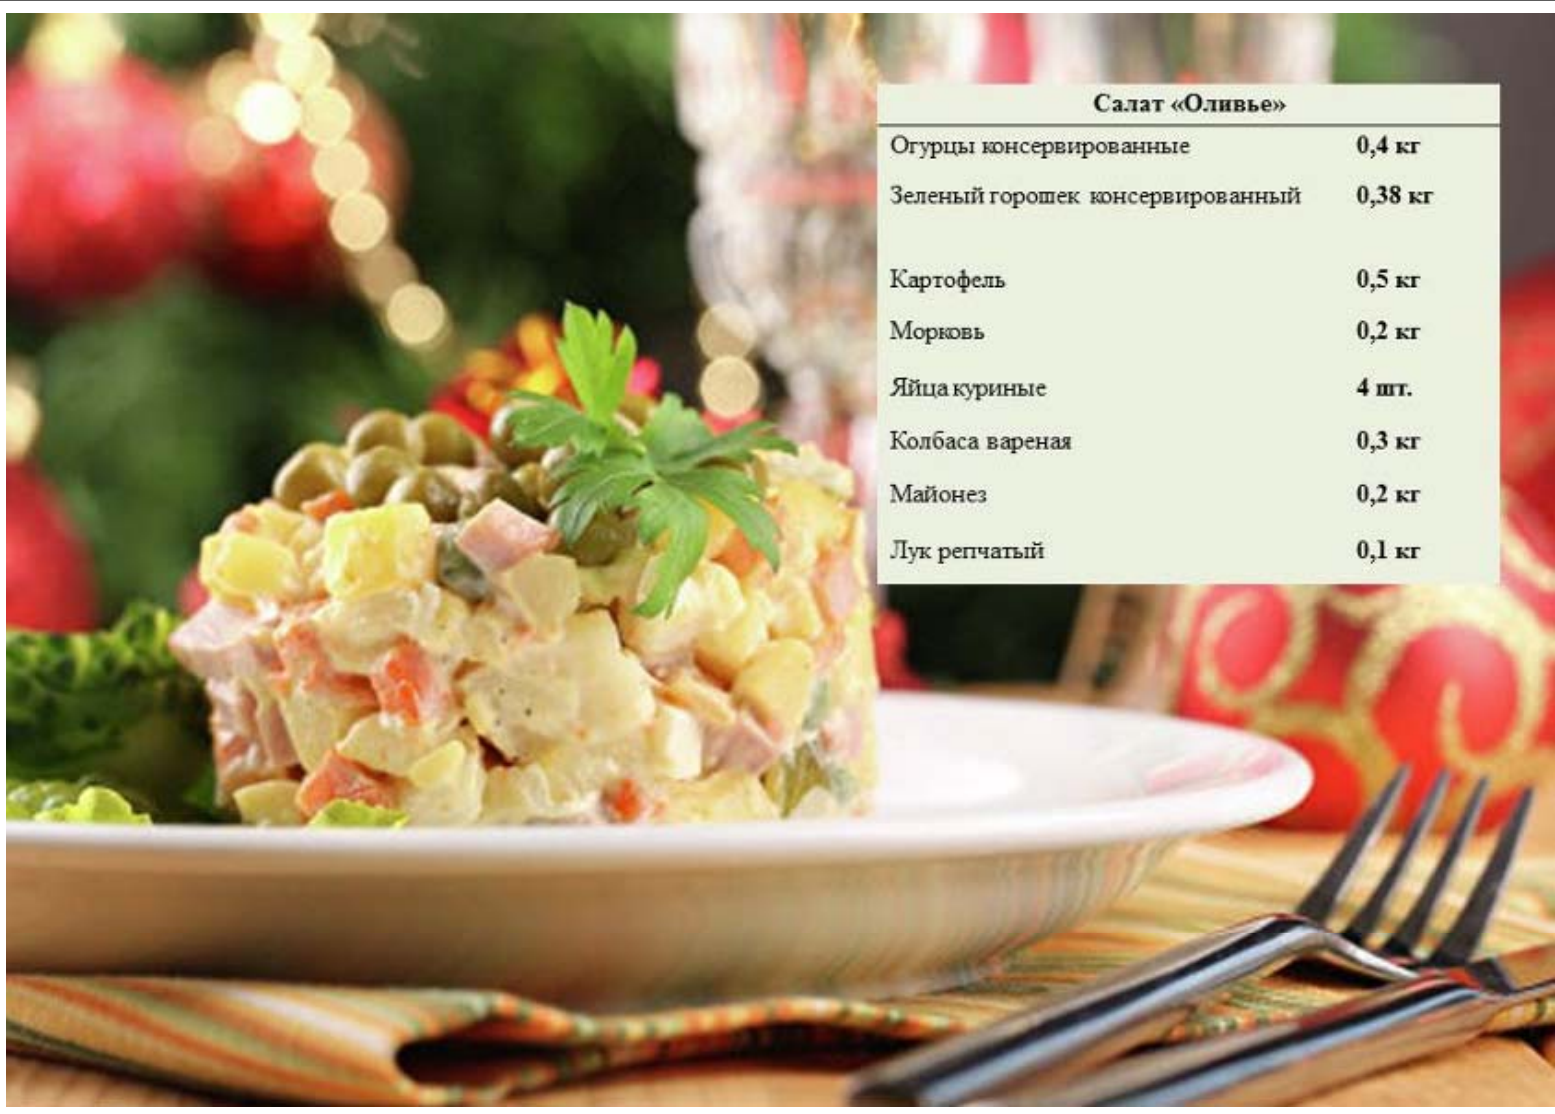 Салат «Оливье»
Огурцы консервированные 0,4 кг
Зеленый горошек консервированный 0,38 кг
Картофель 0,5 кг
Морковь 0,2 кг
Яйца куриные 4 шт.
Колбаса вареная 0,3 кг
Майонез 0,2 кг
Лук репчатый 0,1 кг